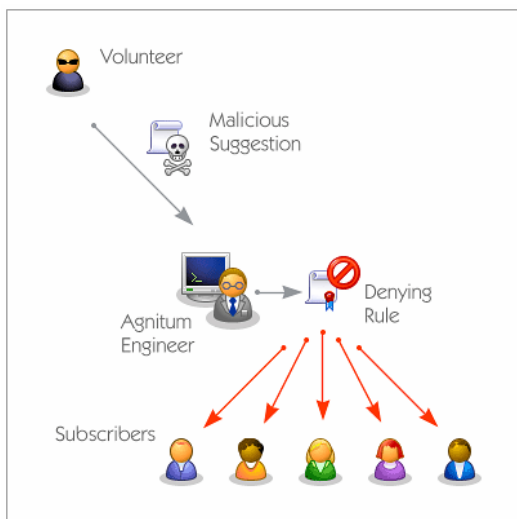 Volunteer
Malicious
Suggestion
Agnitum
Engineer
Denying
Rule
Subscribers